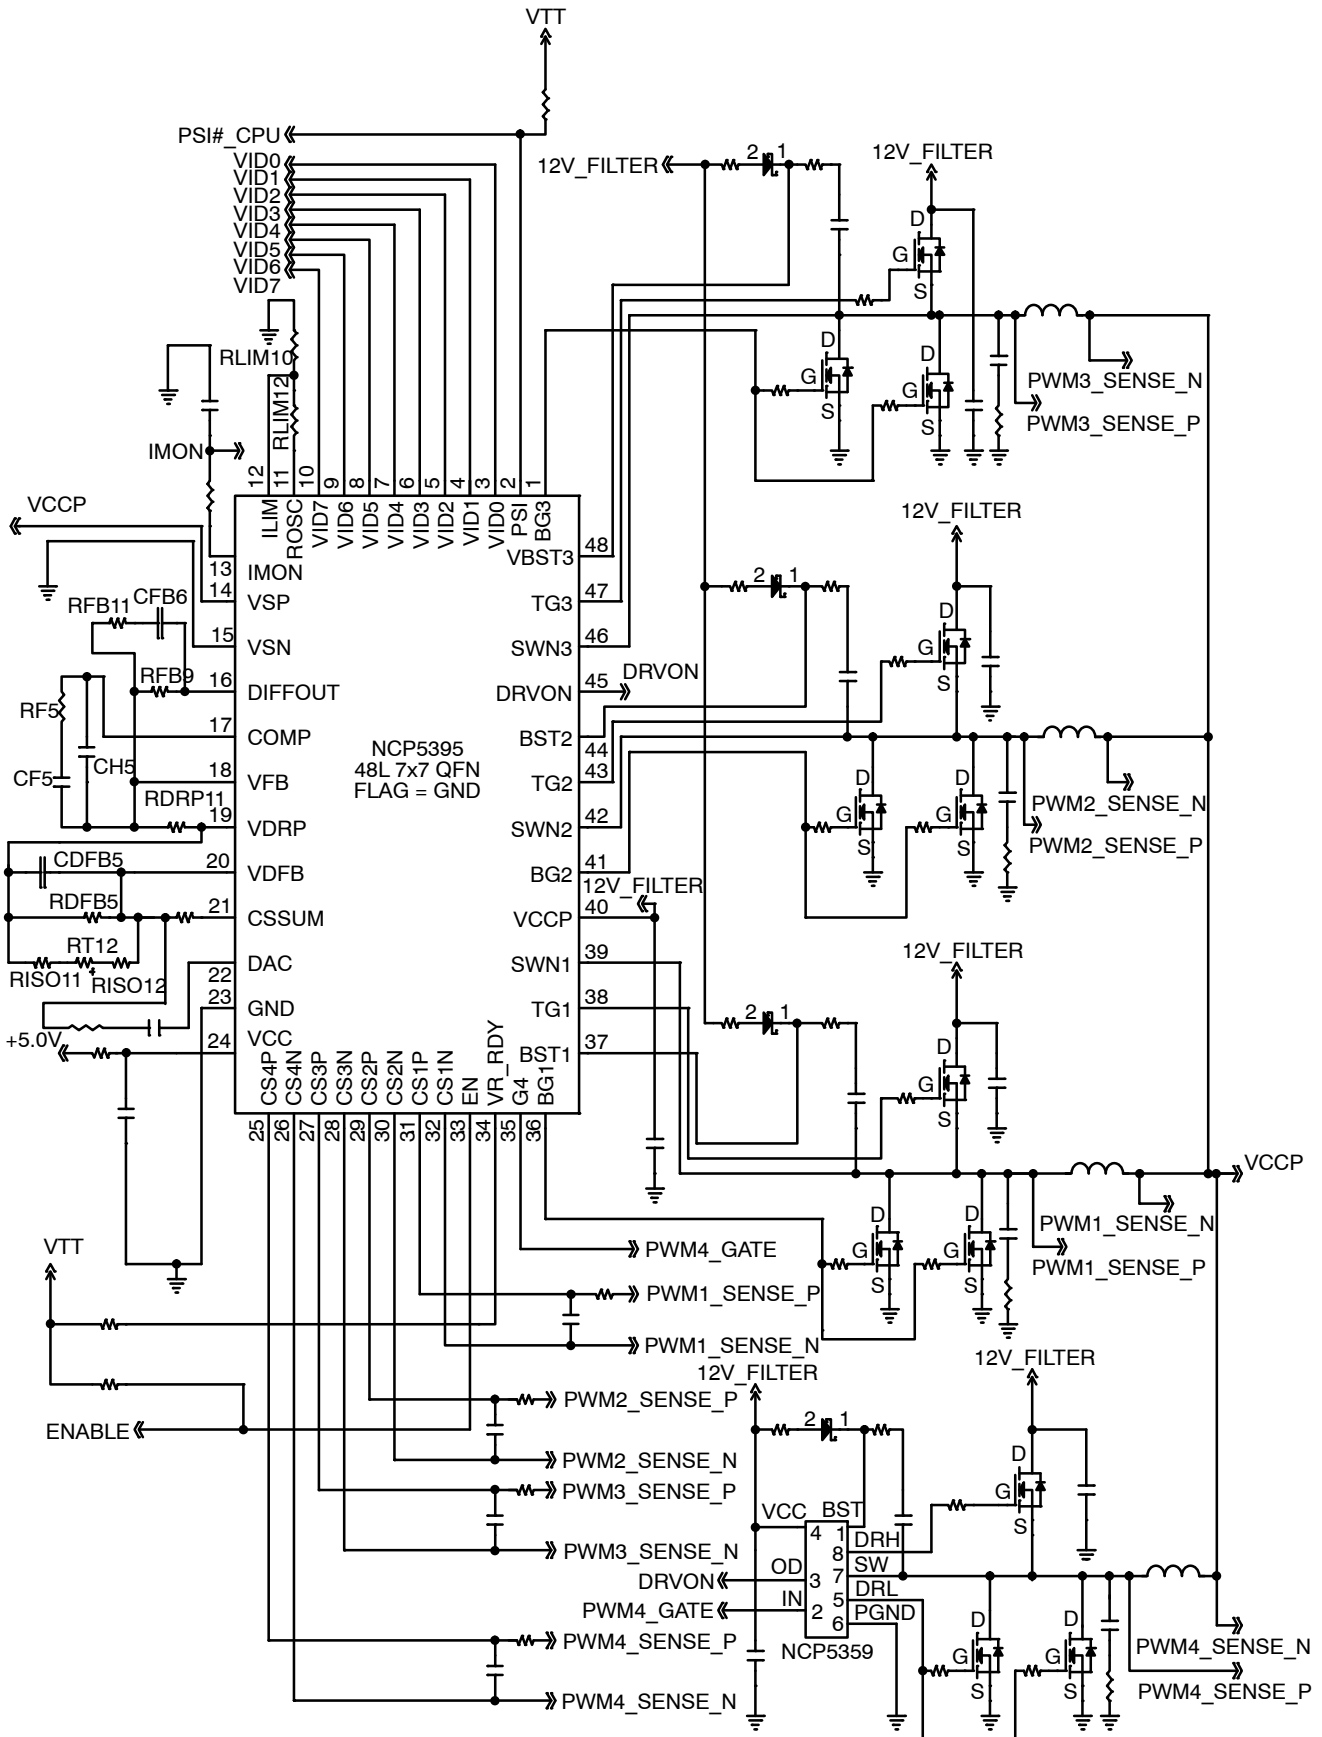 VTT
PSI#_CPU
VID0
VID1
VID2
VID3
VID4
VID5
VID6
VID7
12V_FILTER
2 1
12V_FILTER
D
G
S
RLIM10
RLIM12
IMON
D
G
S
D
G
S
PWM3_SENSE_N
PWM3_SENSE_P
12 11 10 9 8 7 6 5 4 3 2 1
ILIM ROSC VID7 VID6 VID5 VID4 VID3 VID2 VID1 VID0 PSI BG3
VCCP
13 IMON
14 VSP
15 VSN
16 DIFFOUT
17 COMP
18 VFB
19 VDRP
20 VDFB
21 CSSUM
22 DAC
23 GND
24 VCC
RFB11 CFB6
RFB9
RF5
CF5
CH5
RDRP11
CDFB5
RDFB5
RT12
RISO11
RISO12
+5.0V
NCP5395
48L 7x7 QFN
FLAG = GND
VBST3 48
TG3 47
SWN3 46
DRVON 45
DRVON
BST2 44
TG2 43
SWN2 42
BG2 41
12V_FILTER
VCCP 40
SWN1 39
TG1 38
BST1 37
CS4P CS4N CS3P CS3N CS2P CS2N CS1P CS1N EN VR_RDY G4 BG1
25 26 27 28 29 30 31 32 33 34 35 36
12V_FILTER
2 1
D
G
S
D
G
S
D
G
S
PWM2_SENSE_N
PWM2_SENSE_P
12V_FILTER
2 1
D
G
S
VCCP
D
G
S
D
G
S
PWM1_SENSE_N
PWM1_SENSE_P
VTT
ENABLE
PWM4_GATE
PWM1_SENSE_P
PWM1_SENSE_N
PWM2_SENSE_P
PWM2_SENSE_N
PWM3_SENSE_P
PWM3_SENSE_N
PWM4_SENSE_P
PWM4_SENSE_N
12V_FILTER
2 1
12V_FILTER
D
G
S
VCC 4
OD 3
IN 2
BST 1
DRH 8
SW 7
DRL 5
PGND 6
DRVON
PWM4_GATE
NCP5359
D
G
S
D
G
S
PWM4_SENSE_N
PWM4_SENSE_P